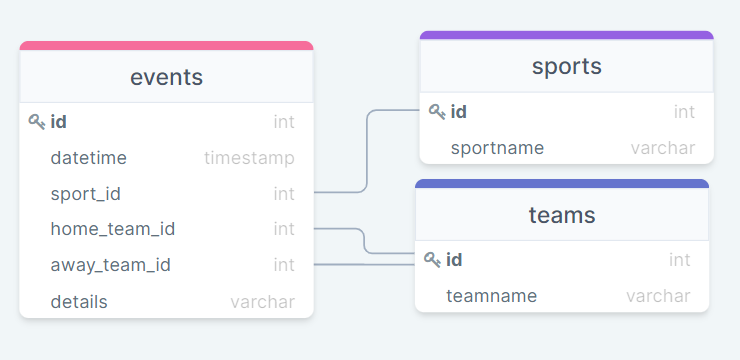 events
id int
datetime timestamp
sport_id int
home_team_id int
away_team_id int
details varchar
sports
id int
sportname varchar
teams
id int
teamname varchar